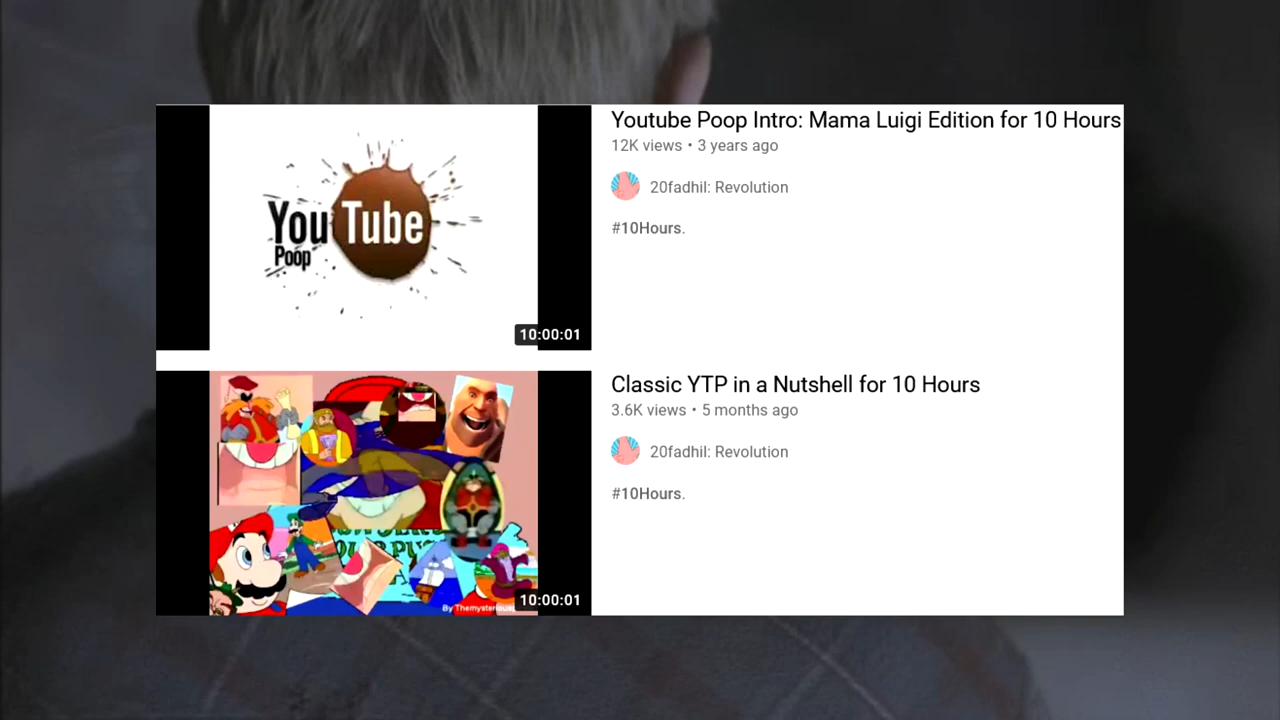 You Tube
Poop
10:00:01
Youtube Poop Intro: Mama Luigi Edition for 10 Hours
12K views • 3 years ago
20fadhil: Revolution
#10Hours.
10:00:01
Classic YTP in a Nutshell for 10 Hours
3.6K views • 5 months ago
20fadhil: Revolution
#10Hours.